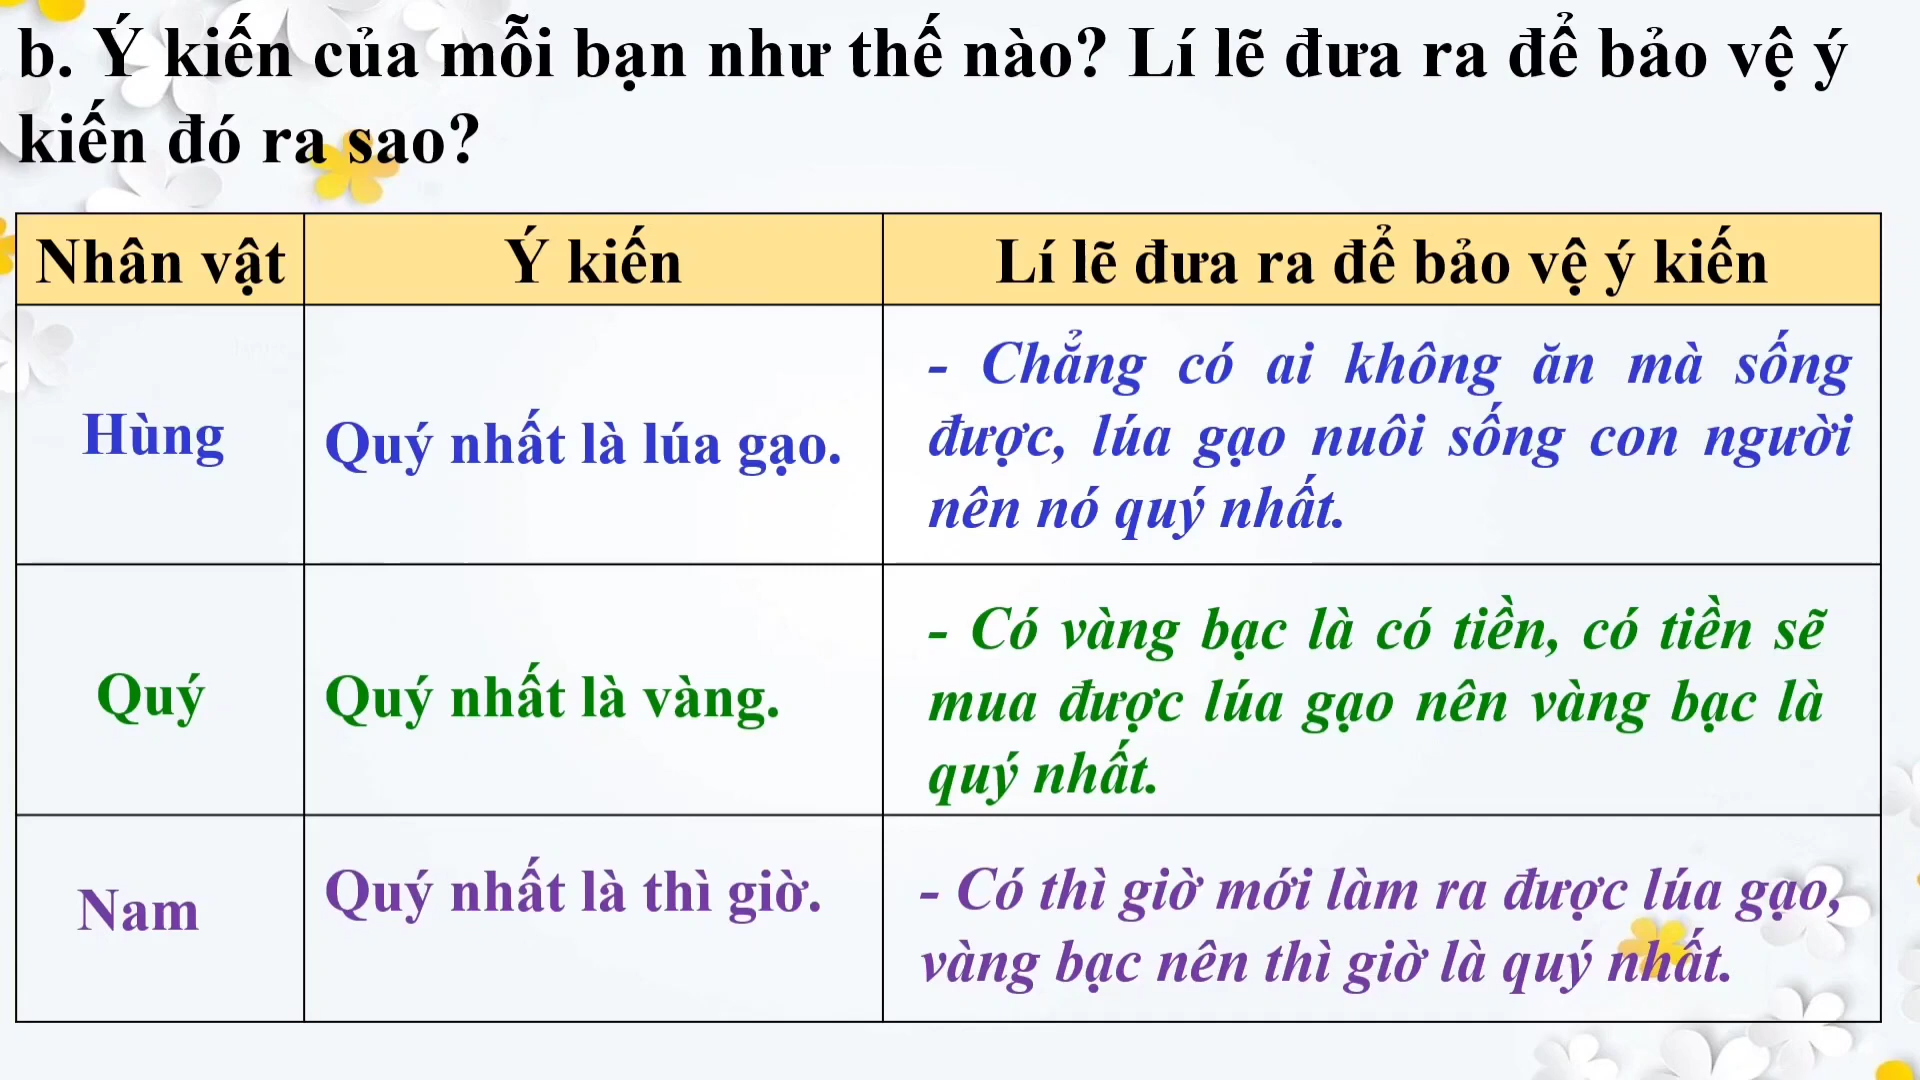 b. Ý kiến của mỗi bạn như thế nào? Lí lẽ đưa ra để bảo vệ ý
kiến đó ra sao?
Nhân vật
Ý kiến
Lí lẽ đưa ra để bảo vệ ý kiến
Hùng
Quý nhất là lúa gạo.
- Chẳng có ai không ăn mà sống
được, lúa gạo nuôi sống con người
nên nó quý nhất.
Quý
Quý nhất là vàng.
- Có vàng bạc là có tiền, có tiền sẽ
mua được lúa gạo nên vàng bạc là
quý nhất.
Nam
Quý nhất là thì giờ.
- Có thì giờ mới làm ra được lúa gạo,
vàng bạc nên thì giờ là quý nhất.